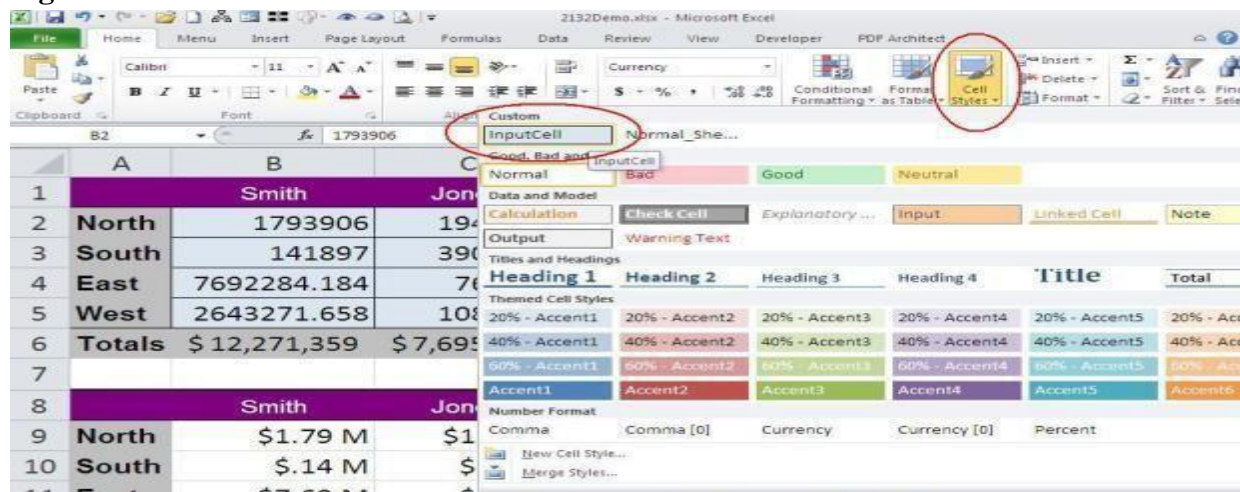 2132Demo.xlsx - Microsoft Excel
File Home Menu Insert Page Layout Formulas Data Review View Developer PDF Architect
Paste Calibri 11 A A Currency Conditional Formatting as Table Cell Styles Insert Σ
B I U A $ % , Delete Sort & Filter
Format
Clipboard Font Custom
B2 fx 1793906 InputCell Normal_She...
Good, Bad and InputCell
A B C Normal Bad Good Neutral
1 Smith Data and Model
2 North 1793906 Calculation Check Cell Explanatory ... Input Linked Cell Note
3 South 141897 Output Warning Text
Titles and Headings
4 East 7692284.184 Heading 1 Heading 2 Heading 3 Heading 4 Title Total
Themed Cell Styles
5 West 2643271.658 20% - Accent1 20% - Accent2 20% - Accent3 20% - Accent4 20% - Accent5
6 Totals $ 12,271,359 40% - Accent1 40% - Accent2 40% - Accent3 40% - Accent4 40% - Accent5
7 60% - Accent1 60% - Accent2 60% - Accent3 60% - Accent4 60% - Accent5
Accent1 Accent2 Accent3 Accent4 Accent5 Accent6
8 Smith Number Format
9 North $1.79 M Comma Comma [0] Currency Currency [0] Percent
New Cell Style...
10 South $.14 M Merge Styles...